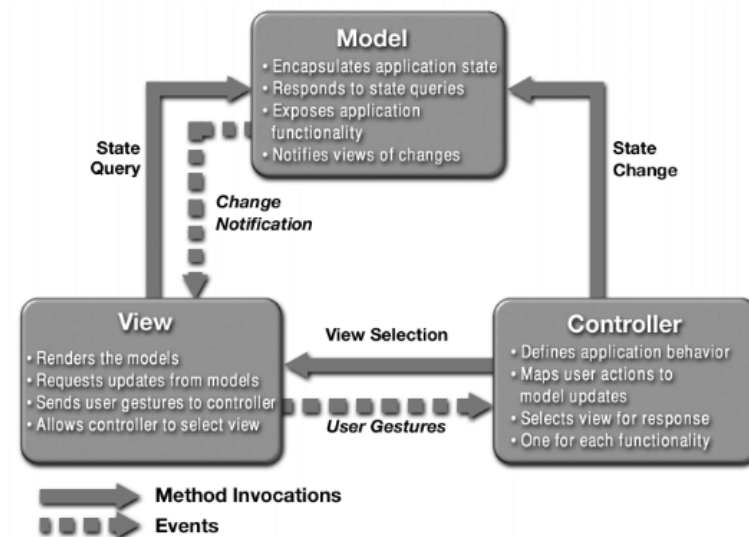 Model
• Encapsulates application state
• Responds to state queries
• Exposes application
functionality
• Notifies views of changes
State
Query
State
Change
Change
Notification
View
• Renders the models
• Requests updates from models
• Sends user gestures to controller
• Allows controller to select view
View Selection
User Gestures
Controller
• Defines application behavior
• Maps user actions to
model updates
• Selects view for response
• One for each functionality
Method Invocations
Events